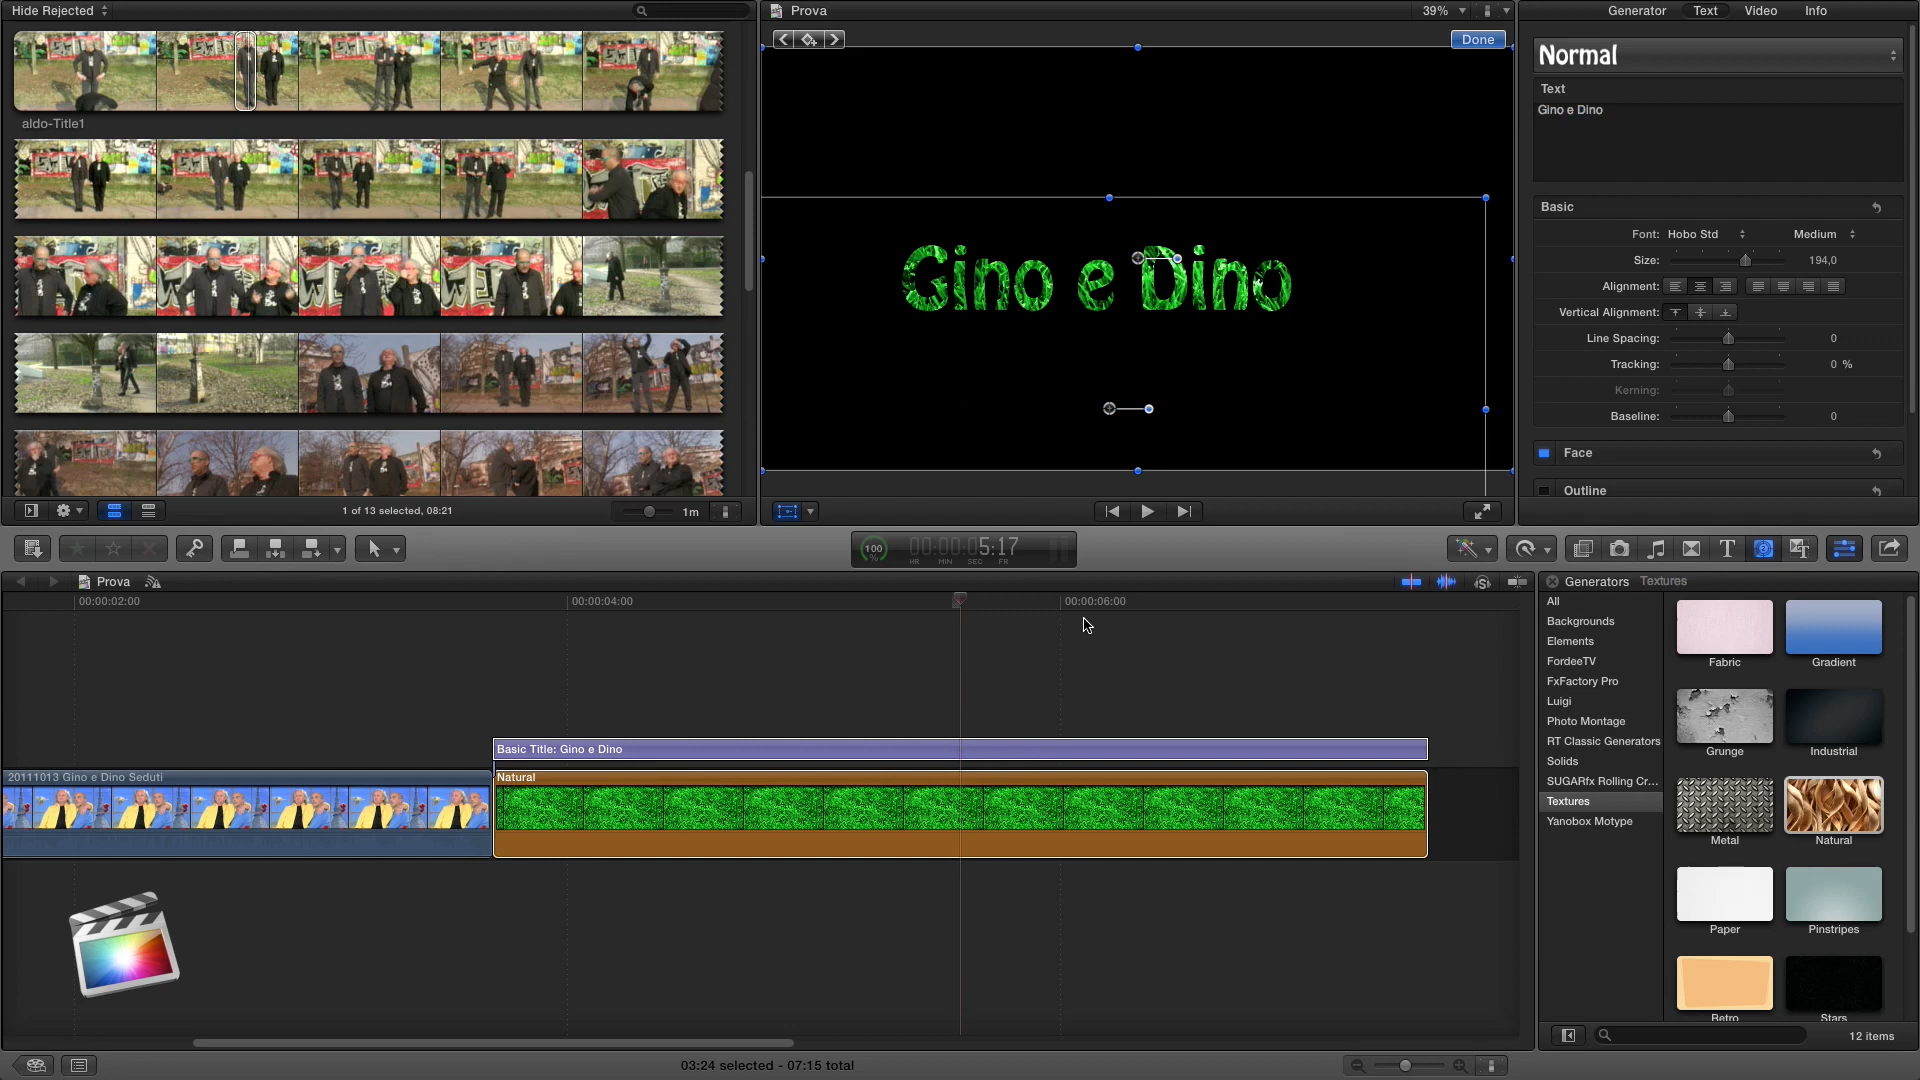 Hide Rejected
aldo-Title1
1 of 13 selected, 08:21
1m
Prova
39%
Done
Gino e Dino
Generator Text Video Info
Normal
Text
Gino e Dino
Basic
Font: Hobo Std Medium
Size: 194,0
Alignment:
Vertical Alignment:
Line Spacing: 0
Tracking: 0 %
Kerning:
Baseline: 0
Face
Outline
100 %
00:00:05:17
HR MIN SEC FR
Prova
00:00:02:00
00:00:04:00
00:00:06:00
Basic Title: Gino e Dino
20111013 Gino e Dino Seduti
Natural
Generators Textures
All
Backgrounds
Elements
FordeeTV
FxFactory Pro
Luigi
Photo Montage
RT Classic Generators
Solids
SUGARfx Rolling Cr...
Textures
Yanobox Motype
Fabric
Gradient
Grunge
Industrial
Metal
Natural
Paper
Pinstripes
Retro
Stars
12 items
03:24 selected - 07:15 total